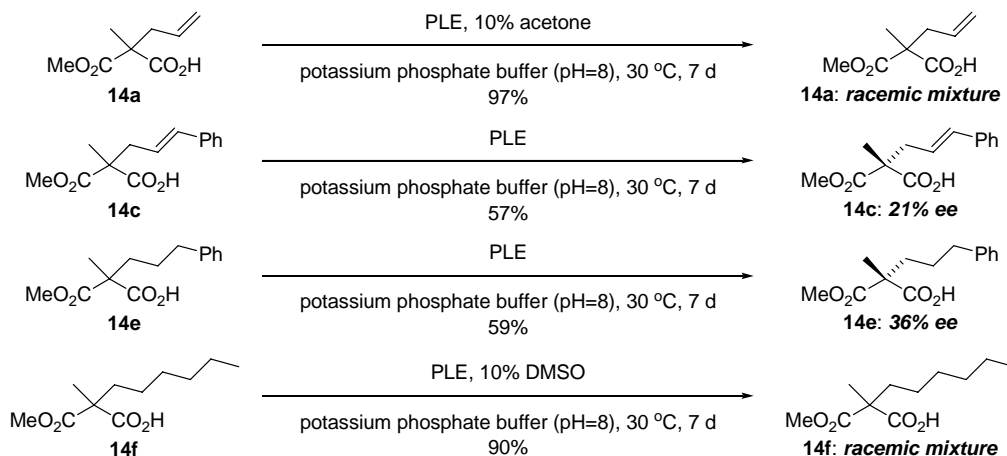 PLE, 10% acetone
MeO2C CO2H
potassium phosphate buffer (pH=8), 30 °C, 7 d
MeO2C CO2H
14a
97%
14a: racemic mixture
Ph
PLE
Ph
MeO2C CO2H
potassium phosphate buffer (pH=8), 30 °C, 7 d
MeO2C CO2H
14c
57%
14c: 21% ee
Ph
PLE
Ph
MeO2C CO2H
potassium phosphate buffer (pH=8), 30 °C, 7 d
MeO2C CO2H
14e
59%
14e: 36% ee
PLE, 10% DMSO
MeO2C CO2H
potassium phosphate buffer (pH=8), 30 °C, 7 d
MeO2C CO2H
14f
90%
14f: racemic mixture